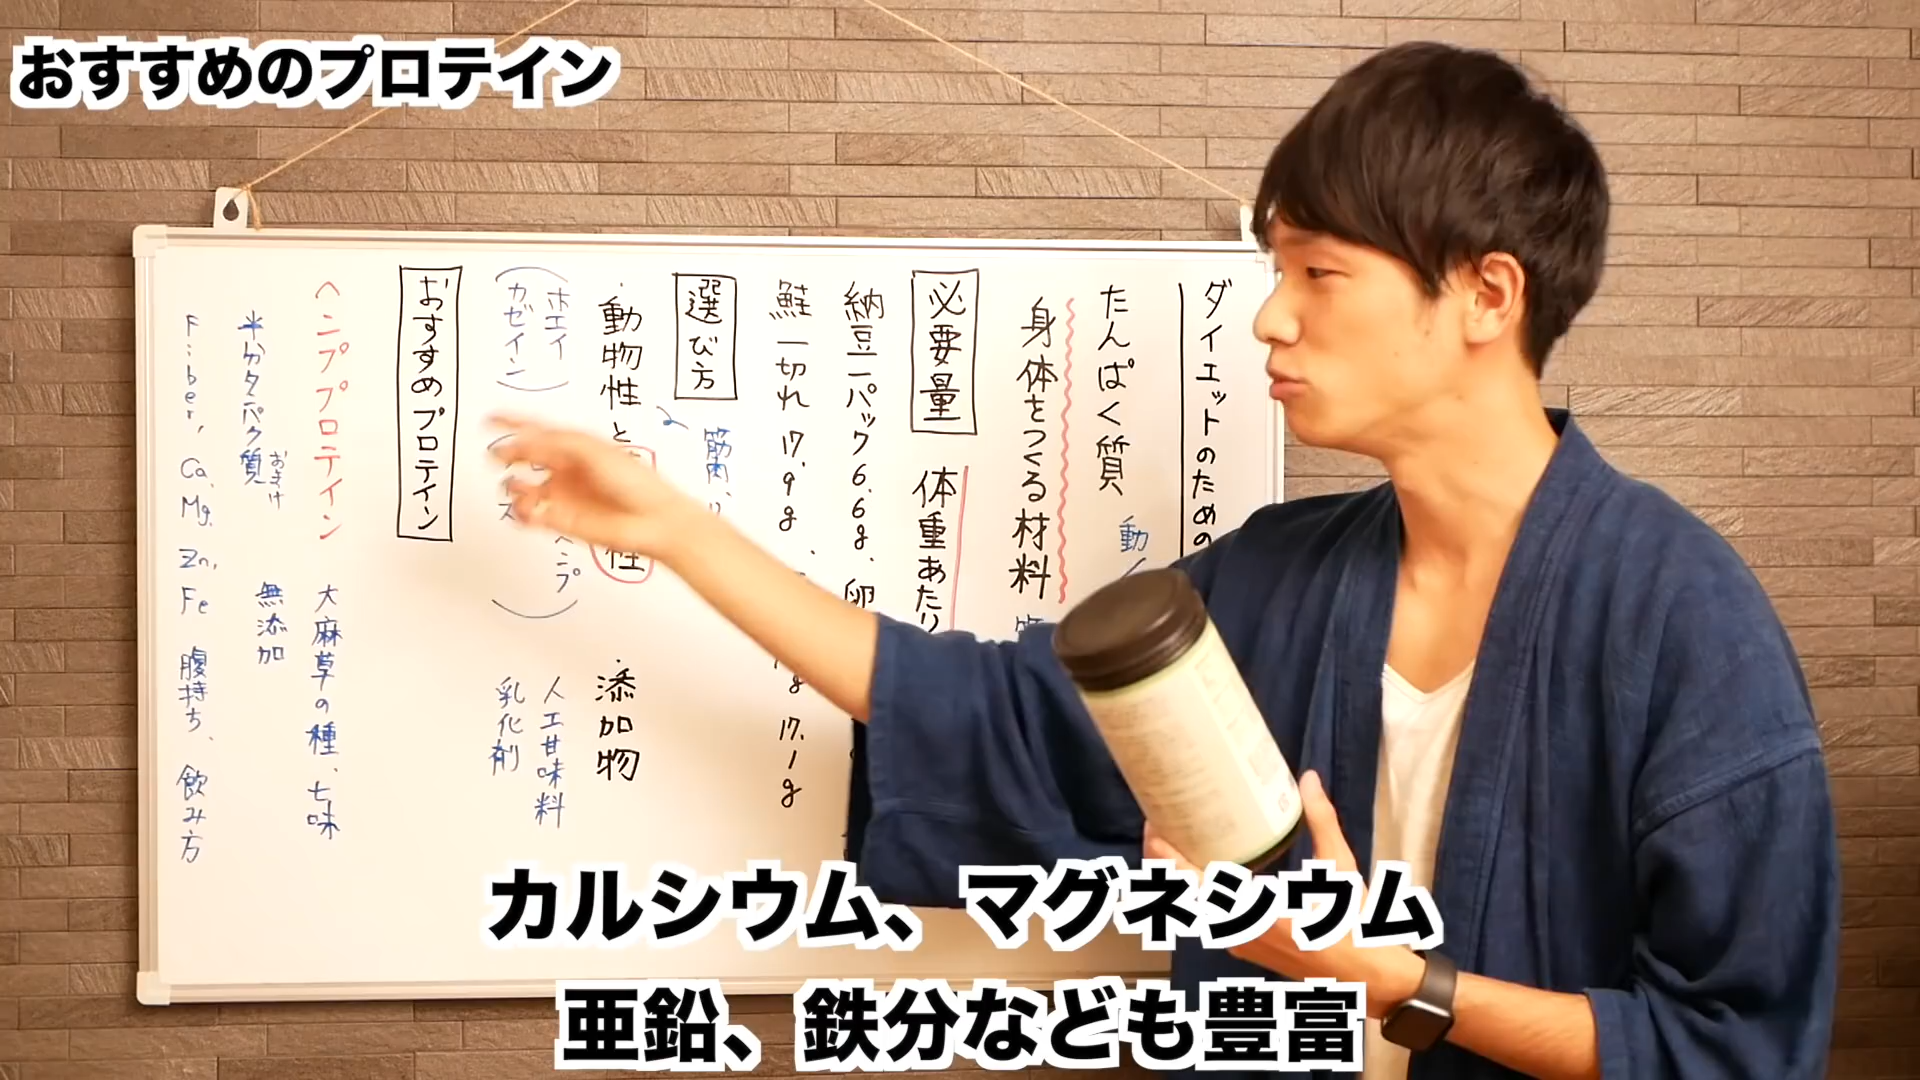 おすすめのプロテイン
ダイエットのための
たんぱく質
動
身体をつくる材料
必要量
体重あたり
納豆一パック6.6g、卵
鮭一切れ17.9g、
17.1g
選び方
筋肉、
・動物性と
性
・添加物
(ホエイ
カゼイン)
ヘンプ)
人工甘味料
乳化剤
おすすめプロテイン
ヘンププロテイン
大麻草の種、七味
半分タパク質
おさけ
無添加
Fiber, Ca, Mg, Zn, Fe 腹持ち、飲み方
カルシウム、マグネシウム
亜鉛、鉄分なども豊富